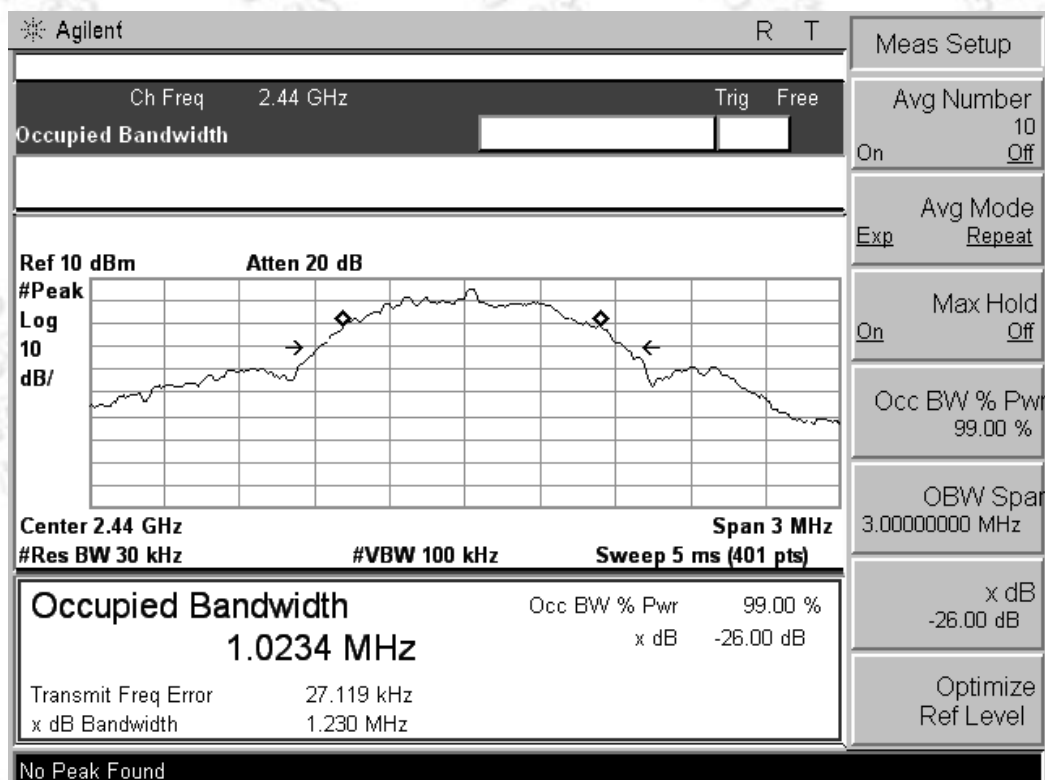 Agilent R T
Meas Setup
Ch Freq 2.44 GHz Trig Free
Occupied Bandwidth
Avg Number
10
On Off
Avg Mode
Exp Repeat
Ref 10 dBm Atten 20 dB
#Peak
Log
10
dB/
Max Hold
On Off
Occ BW % Pwr
99.00 %
OBW Span
3.00000000 MHz
Center 2.44 GHz Span 3 MHz
#Res BW 30 kHz #VBW 100 kHz Sweep 5 ms (401 pts)
Occupied Bandwidth Occ BW % Pwr 99.00 %
1.0234 MHz x dB -26.00 dB
Transmit Freq Error 27.119 kHz
x dB Bandwidth 1.230 MHz
x dB
-26.00 dB
Optimize
Ref Level
No Peak Found